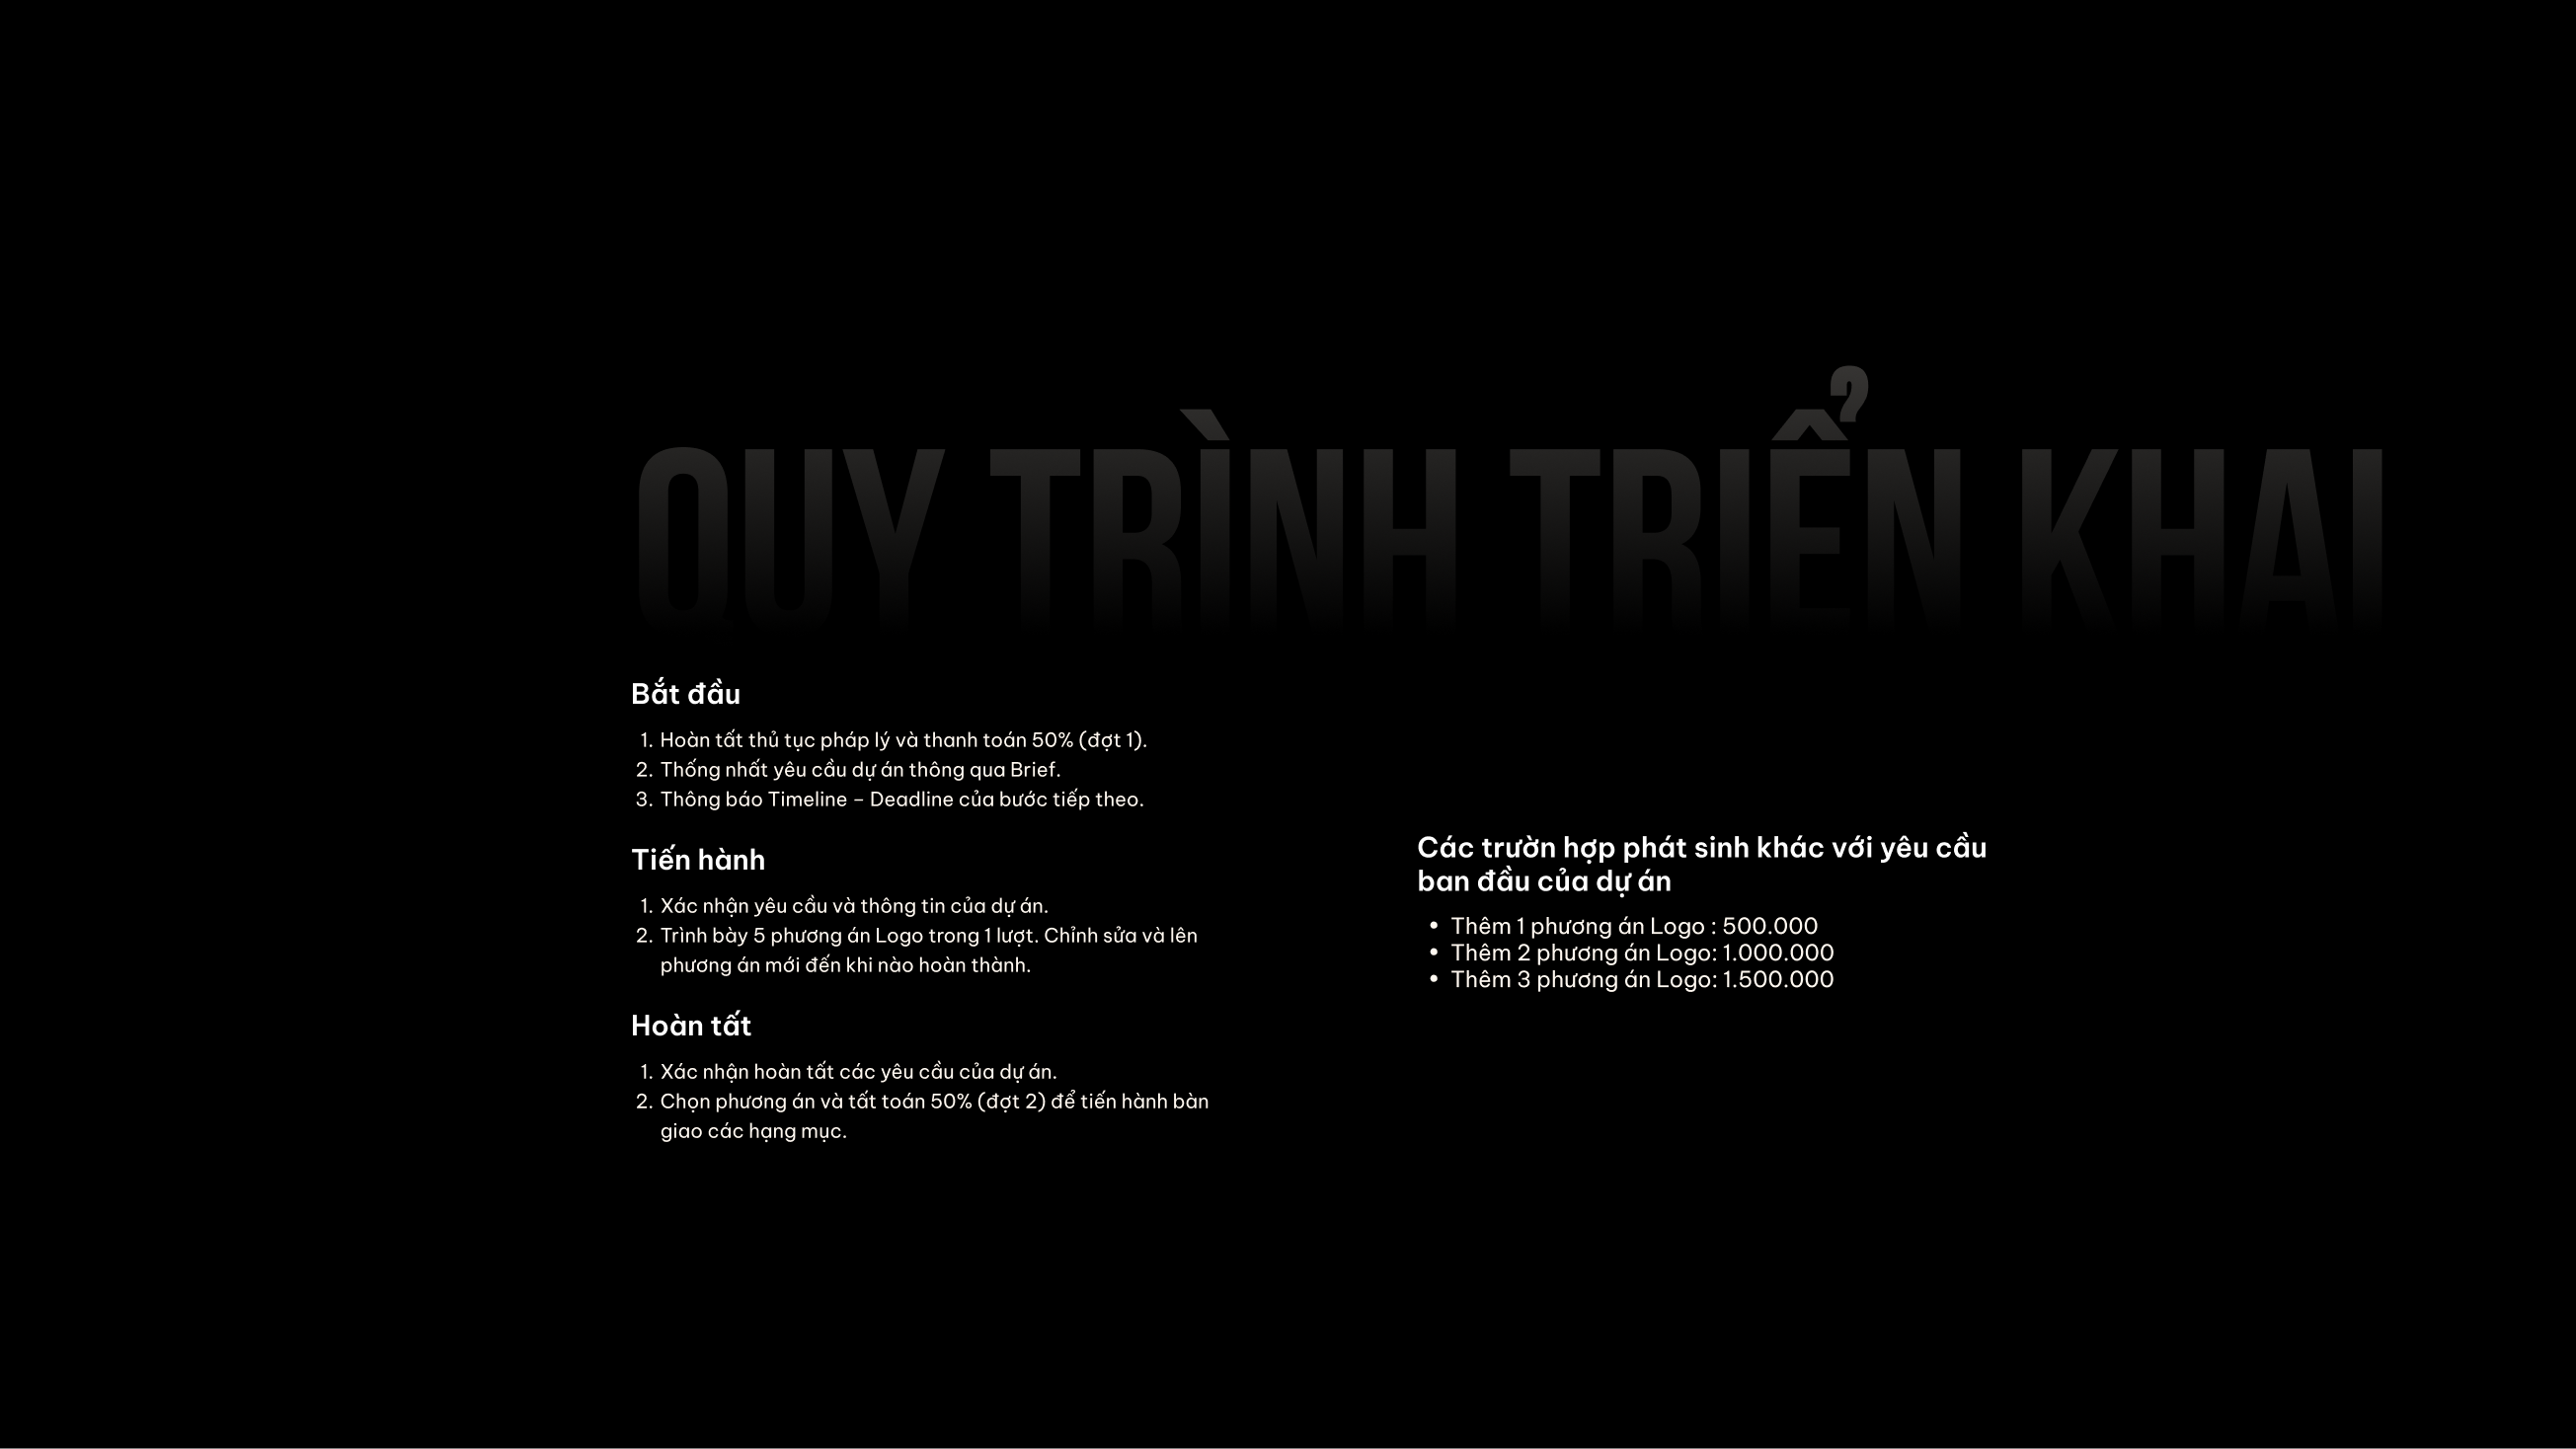 QUY TRÌNH TRIỂN KHAI
Bắt đầu
1. Hoàn tất thủ tục pháp lý và thanh toán 50% (đợt 1).
2. Thống nhất yêu cầu dự án thông qua Brief.
3. Thông báo Timeline – Deadline của bước tiếp theo.
Tiến hành
1. Xác nhận yêu cầu và thông tin của dự án.
2. Trình bày 5 phương án Logo trong 1 lượt. Chỉnh sửa và lên
phương án mới đến khi nào hoàn thành.
Hoàn tất
1. Xác nhận hoàn tất các yêu cầu của dự án.
2. Chọn phương án và tất toán 50% (đợt 2) để tiến hành bàn
giao các hạng mục.
Các trường hợp phát sinh khác với yêu cầu
ban đầu của dự án
• Thêm 1 phương án Logo : 500.000
• Thêm 2 phương án Logo: 1.000.000
• Thêm 3 phương án Logo: 1.500.000